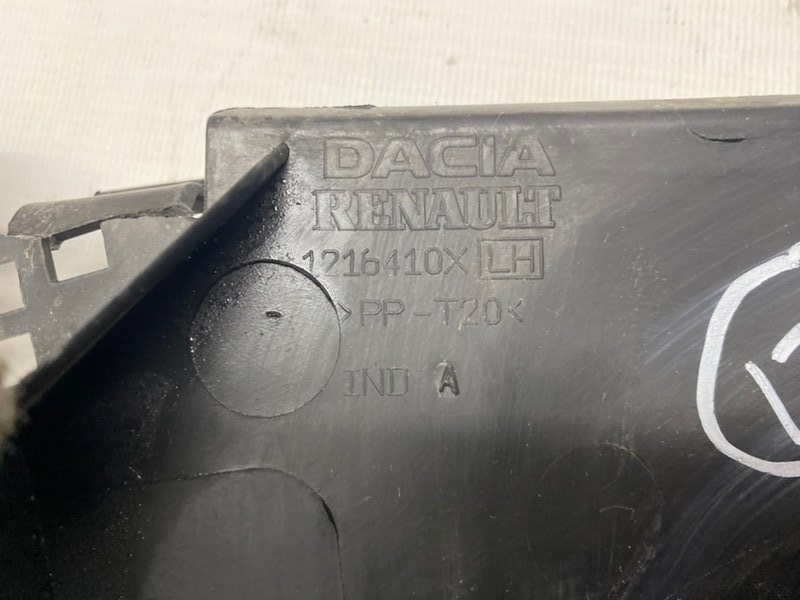 DACIA
RENAULT
1216410X LH
>PP-T20<
IND A